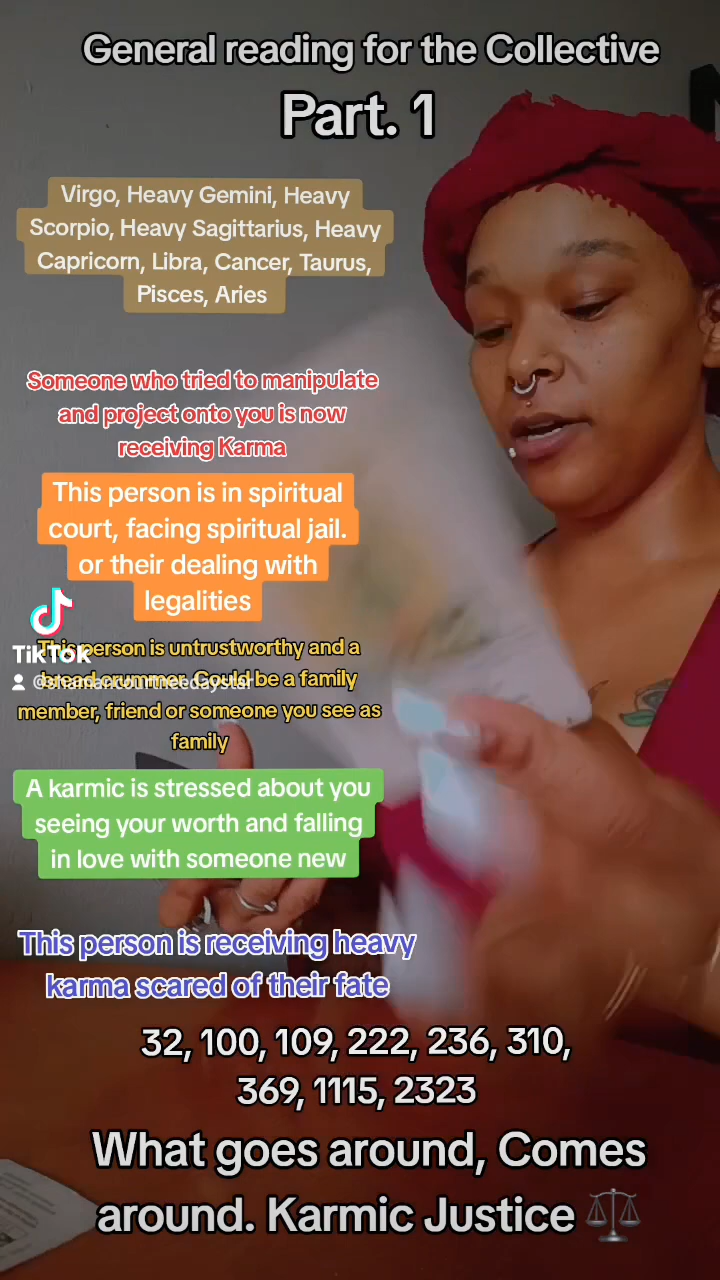 General reading for the Collective
Part. 1
Virgo, Heavy Gemini, Heavy
Scorpio, Heavy Sagittarius, Heavy
Capricorn, Libra, Cancer, Taurus,
Pisces, Aries
Someone who tried to manipulate
and project onto you is now
receiving Karma
This person is in spiritual
court, facing spiritual jail.
or their dealing with
legalities
TikTok
This person is untrustworthy and a
bread crummer. Could be a family
member, friend or someone you see as
family
A karmic is stressed about you
seeing your worth and falling
in love with someone new
This person is receiving heavy
karma scared of their fate
32, 100, 109, 222, 236, 310,
369, 1115, 2323
What goes around, Comes
around. Karmic Justice ⚖